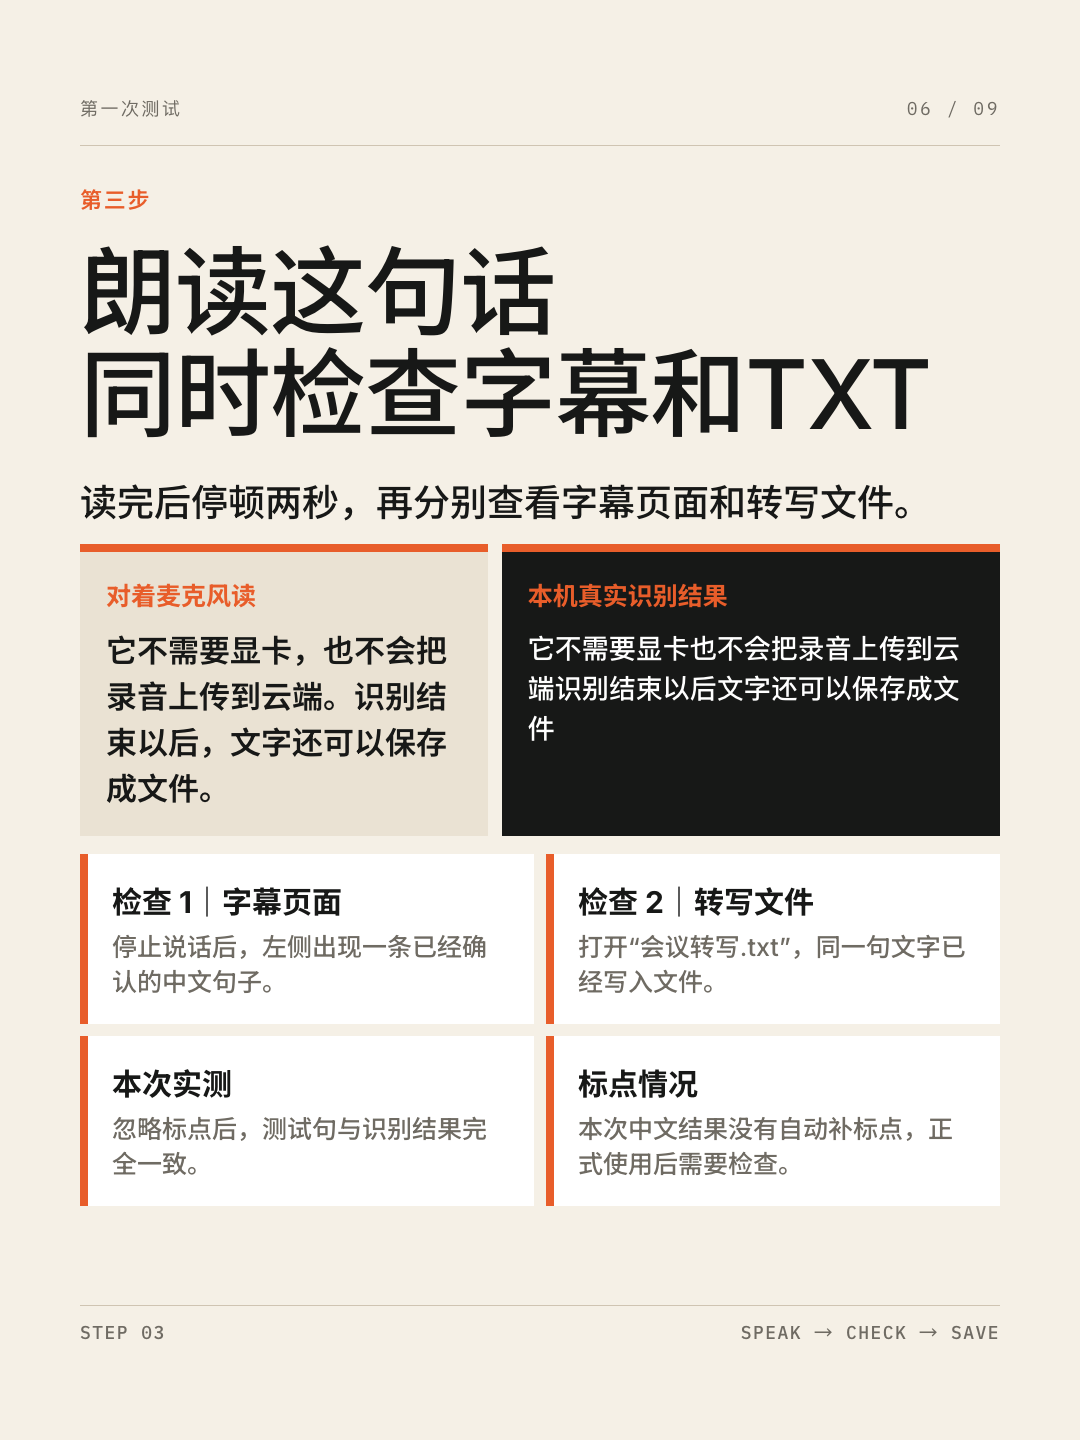 第一次测试
06 / 09
第三步
朗读这句话
同时检查字幕和TXT
读完后停顿两秒，再分别查看字幕页面和转写文件。
对着麦克风读
它不需要显卡，也不会把
录音上传到云端。识别结
束以后，文字还可以保存
成文件。
本机真实识别结果
它不需要显卡也不会把录音上传到云
端识别结束以后文字还可以保存成文
件
检查 1｜字幕页面
停止说话后，左侧出现一条已经确
认的中文句子。
检查 2｜转写文件
打开“会议转写.txt”，同一句文字已
经写入文件。
本次实测
忽略标点后，测试句与识别结果完
全一致。
标点情况
本次中文结果没有自动补标点，正
式使用后需要检查。
STEP 03
SPEAK → CHECK → SAVE